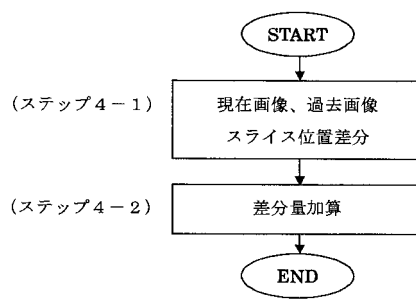 START
(ステップ4-1)
現在画像、過去画像
スライス位置差分
(ステップ4-2)
差分量加算
END